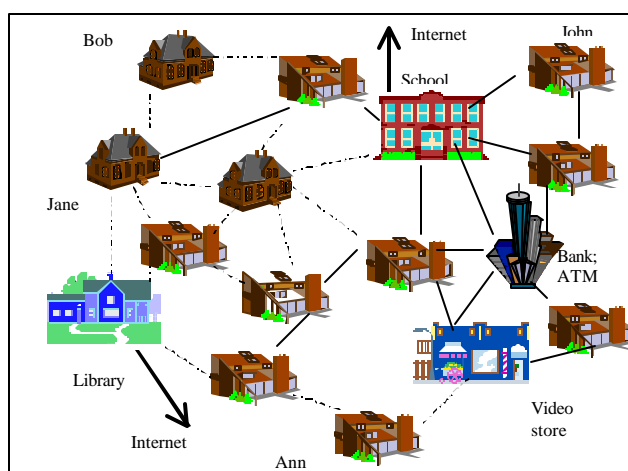 Bob
Internet
John
School
Jane
Bank;
ATM
Library
Video
store
Internet
Ann